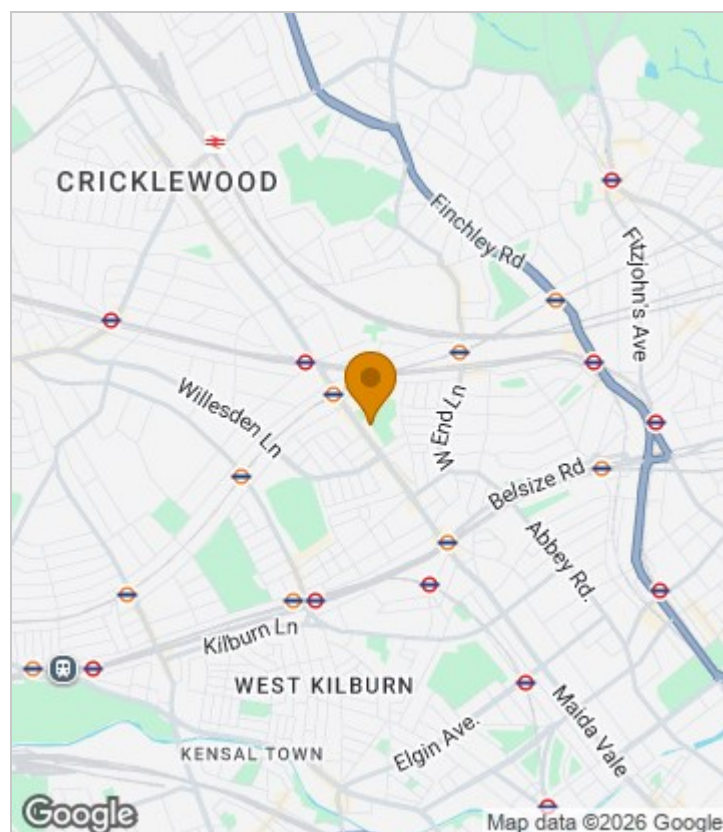 CRICKLEWOOD
Finchley Rd
Fitzjohn's Ave
Willesden Ln
W End Ln
Belsize Rd
Abbey Rd.
Kilburn Ln
WEST KILBURN
Elgin Ave.
Maida Vale
KENSAL TOWN
Google
Map data ©2026 Google